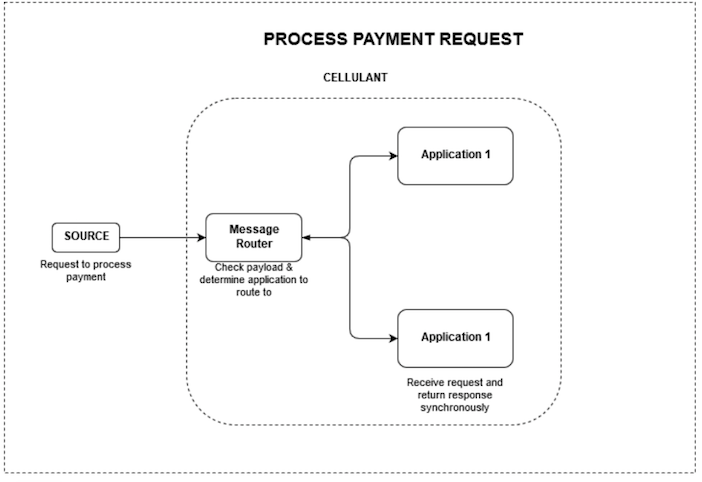 PROCESS PAYMENT REQUEST
CELLULANT
Application 1
SOURCE
Request to process
payment
Message
Router
Check payload &
determine application to
route to
Application 1
Receive request and
return response
synchronously